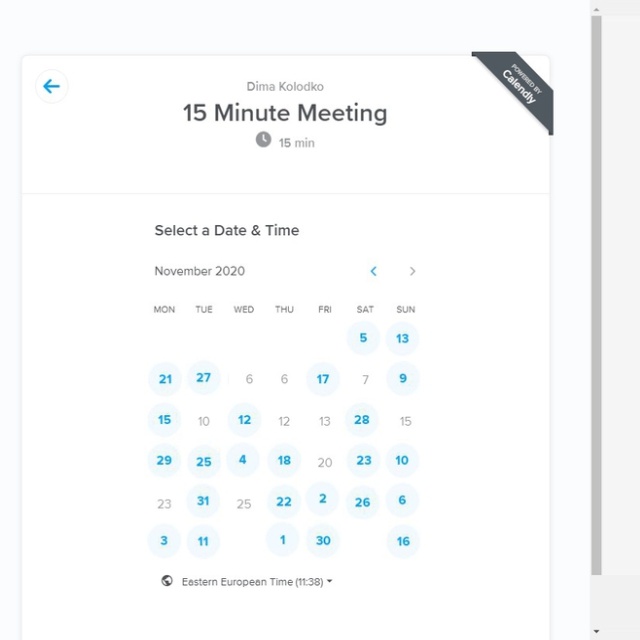 Dima Kolodko
POWERED BY
Calendly
15 Minute Meeting
15 min
Select a Date & Time
November 2020
MON TUE WED THU FRI SAT SUN
5 13
21 27 6 6 17 7 9
15 10 12 12 13 28 15
29 25 4 18 20 23 10
23 31 25 22 2 26 6
3 11 1 30 16
Eastern European Time (11:38)